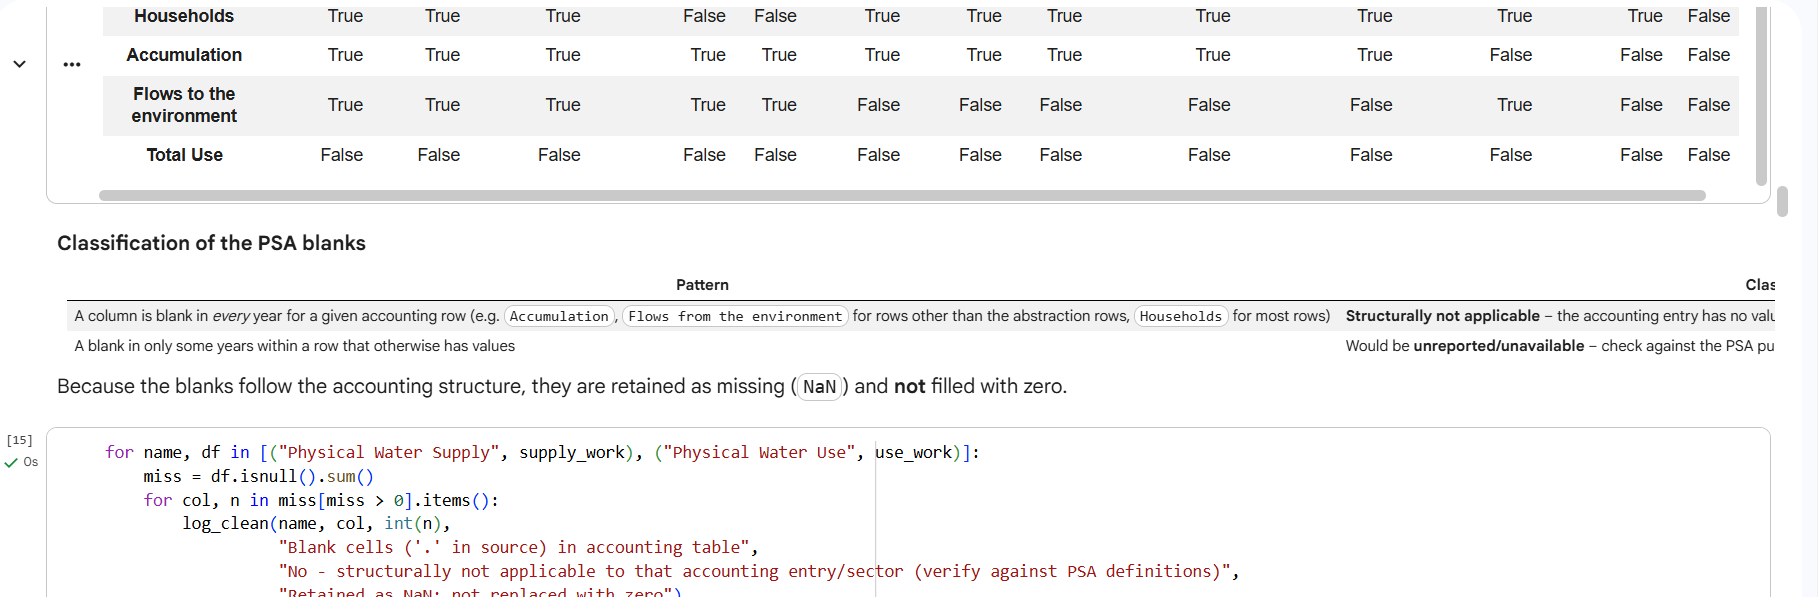 Households True True True False False True True True True True True True False
Accumulation True True True True True True True True True True False False False
Flows to the
environment True True True True True False False False False False True False False
Total Use False False False False False False False False False False False False False
Classification of the PSA blanks
Pattern
A column is blank in every year for a given accounting row (e.g. Accumulation, Flows from the environment for rows other than the abstraction rows, Households for most rows) Structurally not applicable – the accounting entry has no
A blank in only some years within a row that otherwise has values Would be unreported/unavailable – check against the PSA
Because the blanks follow the accounting structure, they are retained as missing (NaN) and not filled with zero.
[15]
0s
for name, df in [("Physical Water Supply", supply_work), ("Physical Water Use", use_work)]:
miss = df.isnull().sum()
for col, n in miss[miss > 0].items():
log_clean(name, col, int(n),
"Blank cells ('.' in source) in accounting table",
"No - structurally not applicable to that accounting entry/sector (verify against PSA definitions)",
"Retained as NaN; not replaced with zero")